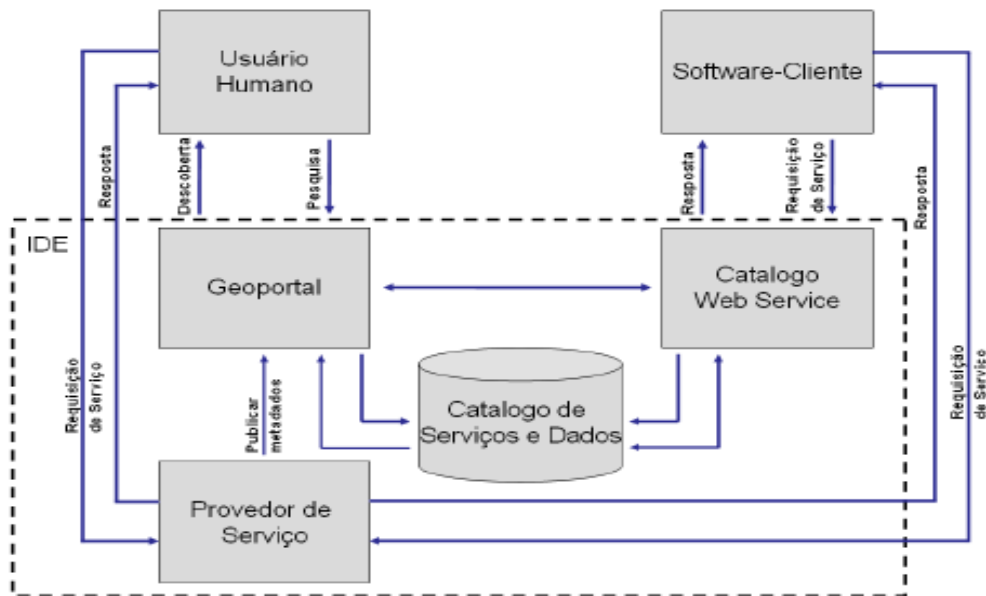 Usuário
Humano
Software-Cliente
Resposta
Descoberta
Pesquisa
Resposta
Requisição
de Serviço
Resposta
IDE
Geoportal
Catalogo
Web Service
Requisição
de Serviço
Publicar
metadados
Catalogo de
Serviços e Dados
Requisição
de Servico
Provedor de
Serviço